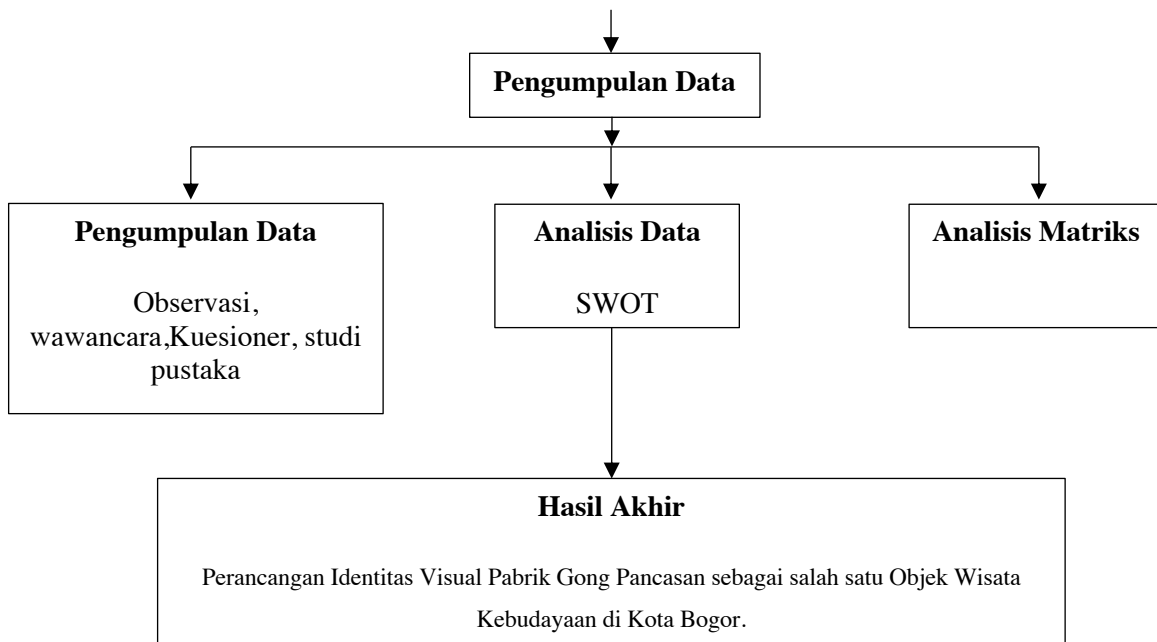 Pengumpulan Data
Pengumpulan Data
Observasi,
wawancara,Kuesioner, studi
pustaka
Analisis Data
SWOT
Analisis Matriks
Hasil Akhir
Perancangan Identitas Visual Pabrik Gong Pancasan sebagai salah satu Objek Wisata
Kebudayaan di Kota Bogor.